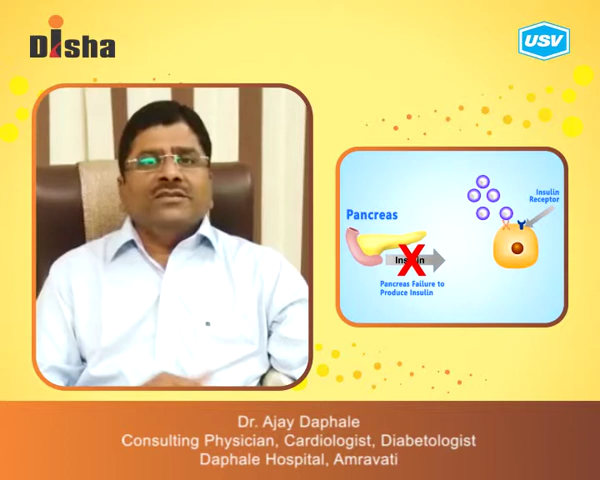 Disha
USV
Pancreas
Insulin
Receptor
Insulin
Pancreas Failure to
Produce Insulin
Dr. Ajay Daphale
Consulting Physician, Cardiologist, Diabetologist
Daphale Hospital, Amravati